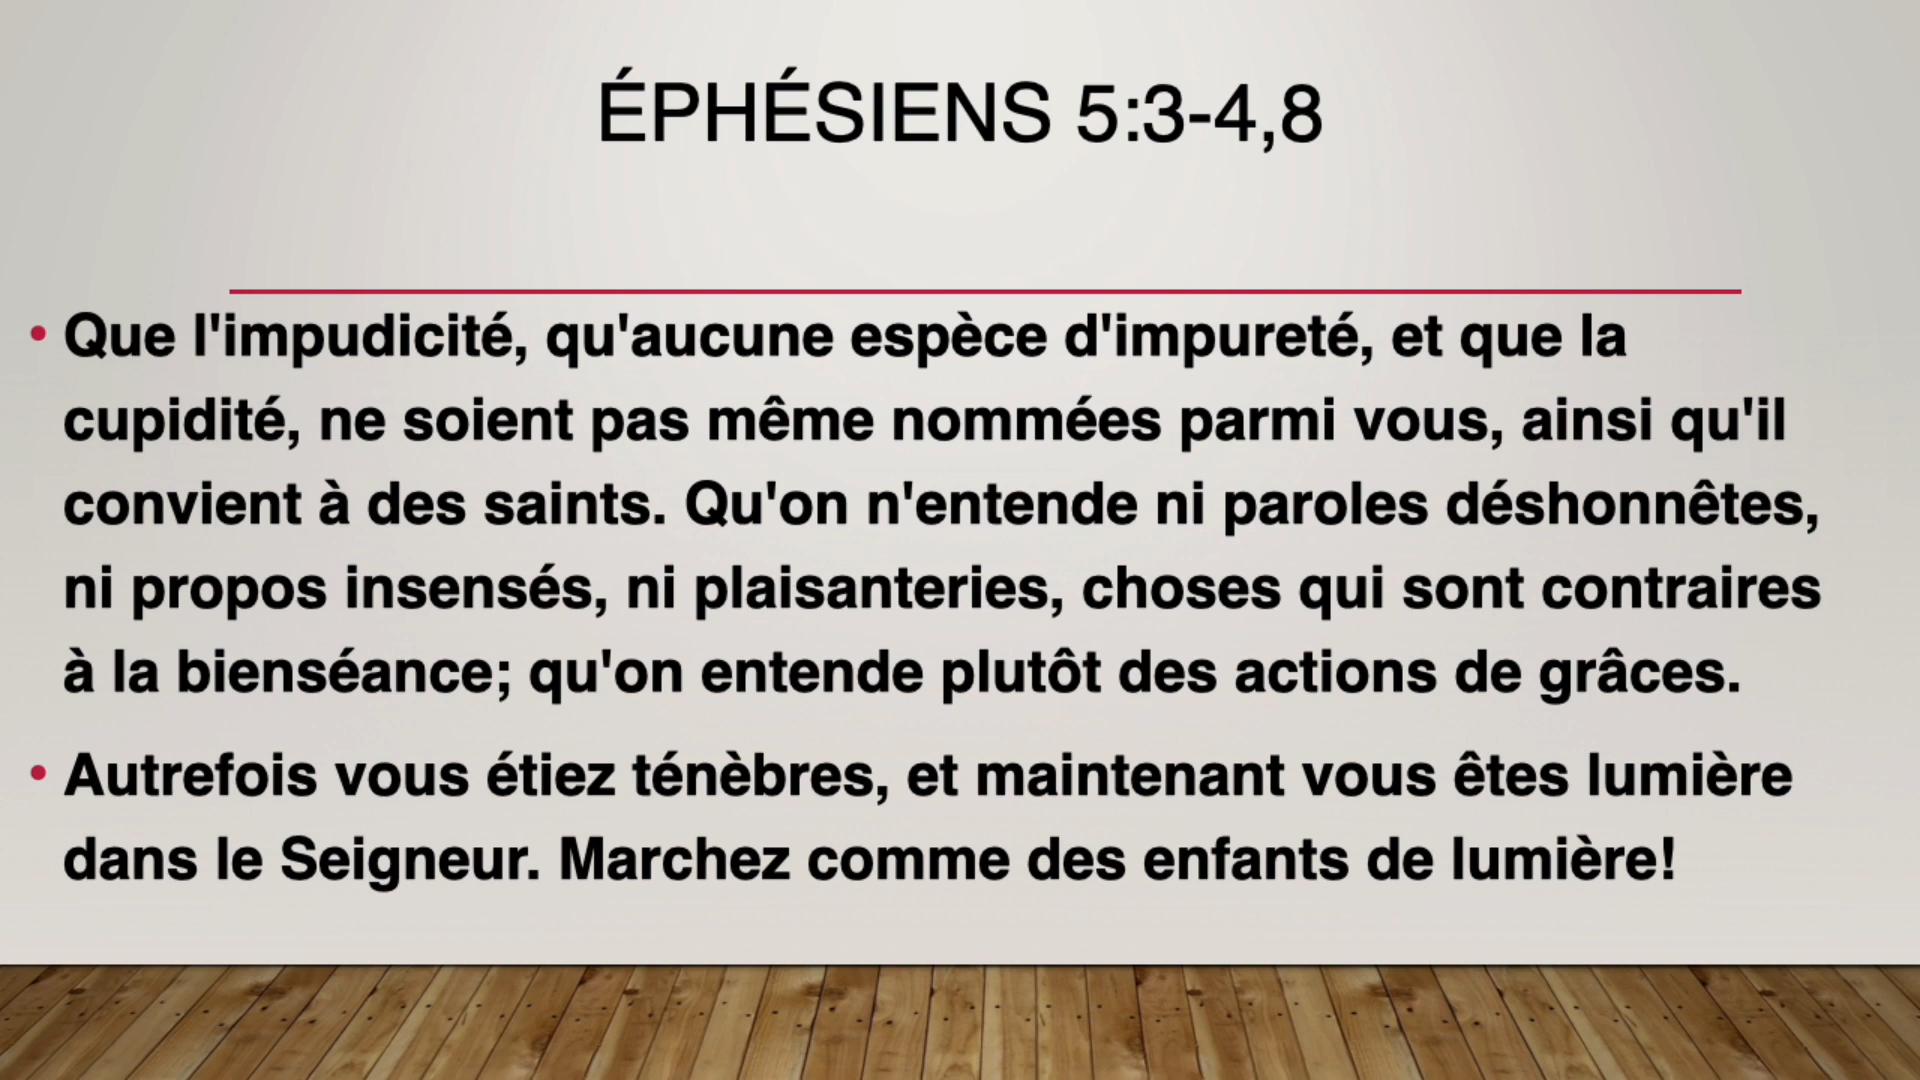 ÉPHÉSIENS 5:3-4,8
• Que l'impudicité, qu'aucune espèce d'impureté, et que la
cupidité, ne soient pas même nommées parmi vous, ainsi qu'il
convient à des saints. Qu'on n'entende ni paroles déshonnêtes,
ni propos insensés, ni plaisanteries, choses qui sont contraires
à la bienséance; qu'on entende plutôt des actions de grâces.
• Autrefois vous étiez ténèbres, et maintenant vous êtes lumière
dans le Seigneur. Marchez comme des enfants de lumière!